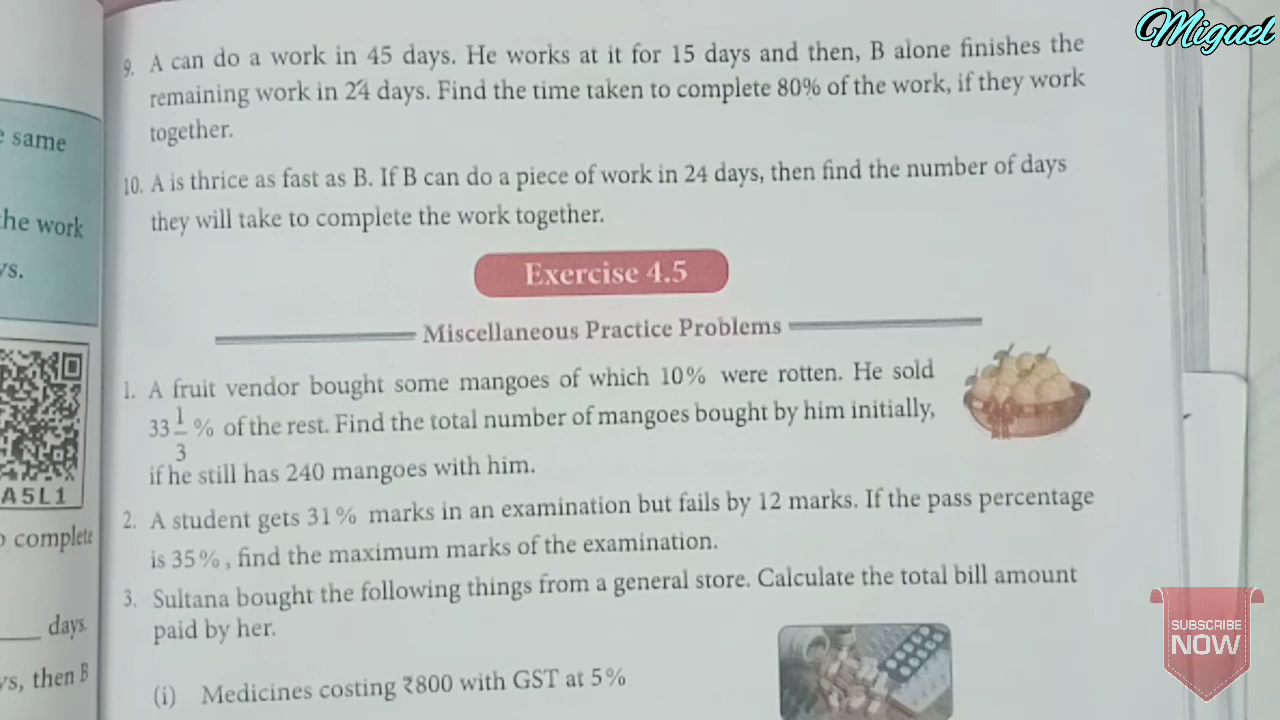 Miguel
9. A can do a work in 45 days. He works at it for 15 days and then, B alone finishes the
remaining work in 24 days. Find the time taken to complete 80% of the work, if they work
together.
10. A is thrice as fast as B. If B can do a piece of work in 24 days, then find the number of days
they will take to complete the work together.
Exercise 4.5
Miscellaneous Practice Problems
1. A fruit vendor bought some mangoes of which 10% were rotten. He sold
33 1/3 % of the rest. Find the total number of mangoes bought by him initially,
if he still has 240 mangoes with him.
2. A student gets 31% marks in an examination but fails by 12 marks. If the pass percentage
is 35%, find the maximum marks of the examination.
3. Sultana bought the following things from a general store. Calculate the total bill amount
paid by her.
(i) Medicines costing ₹800 with GST at 5%
same
he work
A5L1
complete
days.
then B
SUBSCRIBE
NOW